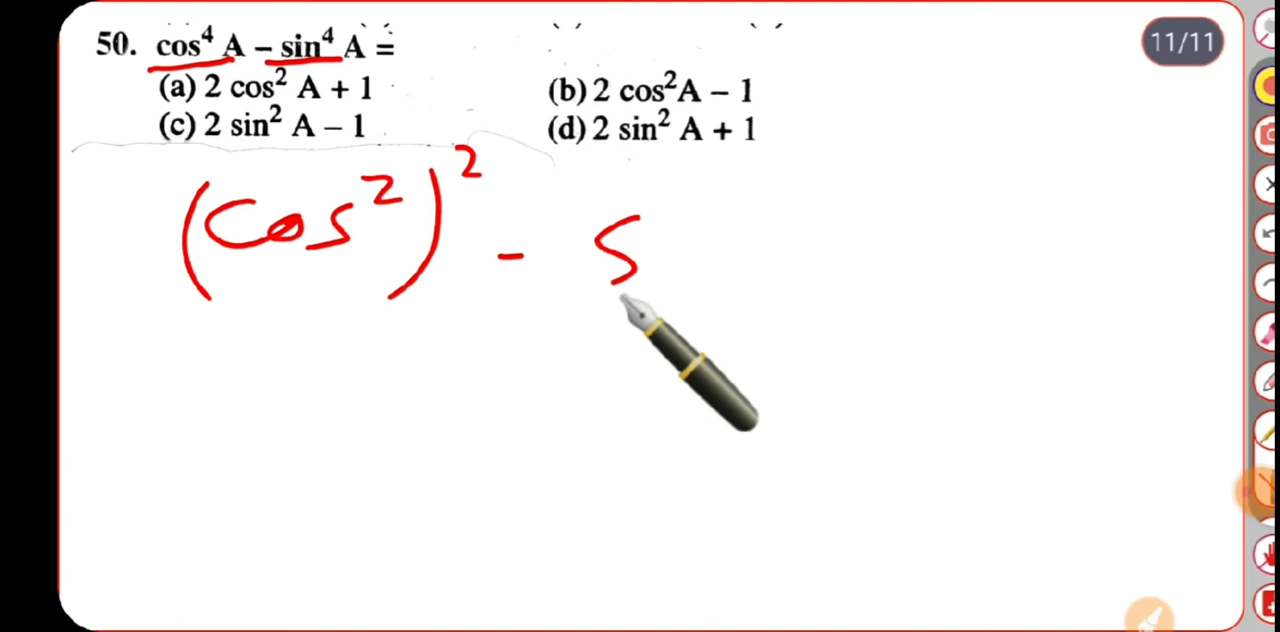 11/11
50. cos⁴ A – sin⁴ A =
(a) 2 cos² A + 1 (b) 2 cos²A – 1
(c) 2 sin² A – 1 (d) 2 sin² A + 1
(cos²)² - s